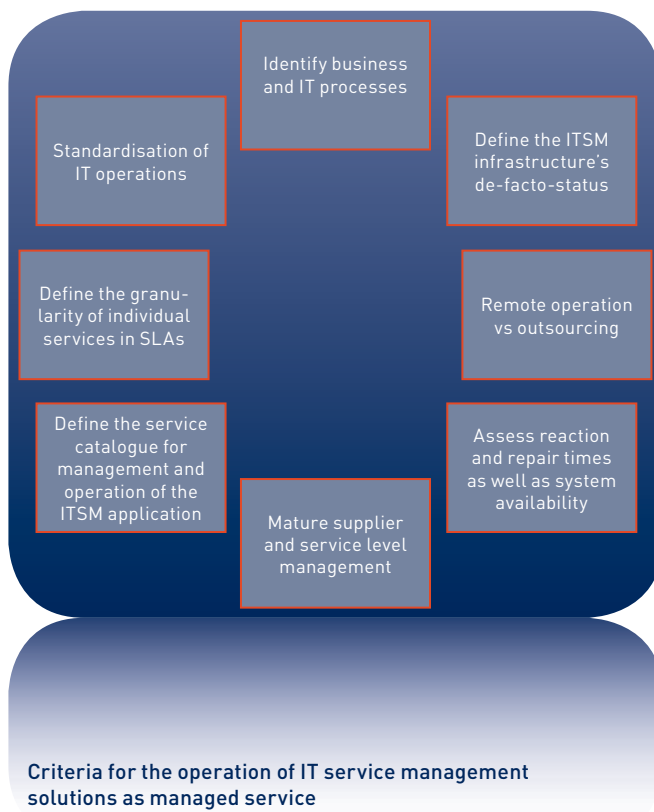 Identify business
and IT processes
Define the ITSM
infrastructure's
de-facto-status
Remote operation
vs outsourcing
Assess reaction
and repair times
as well as system
availability
Mature supplier
and service level
management
Define the service
catalogue for
management and
operation of the
ITSM application
Define the granu-
larity of individual
services in SLAs
Standardisation of
IT operations
Criteria for the operation of IT service management
solutions as managed service